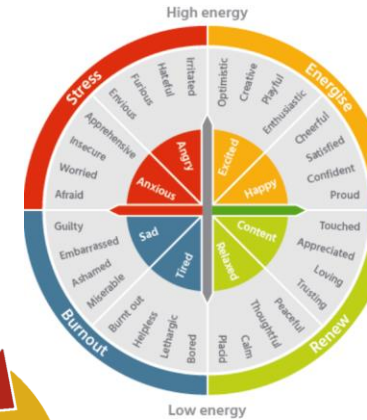 High energy
Stress
Energise
Envious
Furious
Hateful
Irritated
Optimistic
Creative
Playful
Enthusiastic
Apprehensive
Insecure
Worried
Afraid
Cheerful
Satisfied
Confident
Proud
Angry
Anxious
Excited
Happy
Sad
Tired
Content
Relaxed
Guilty
Embarrassed
Ashamed
Miserable
Touched
Appreciated
Loving
Trusting
Burnt out
Helpless
Lethargic
Bored
Placid
Calm
Thoughtful
Peaceful
Burnout
Renew
Low energy